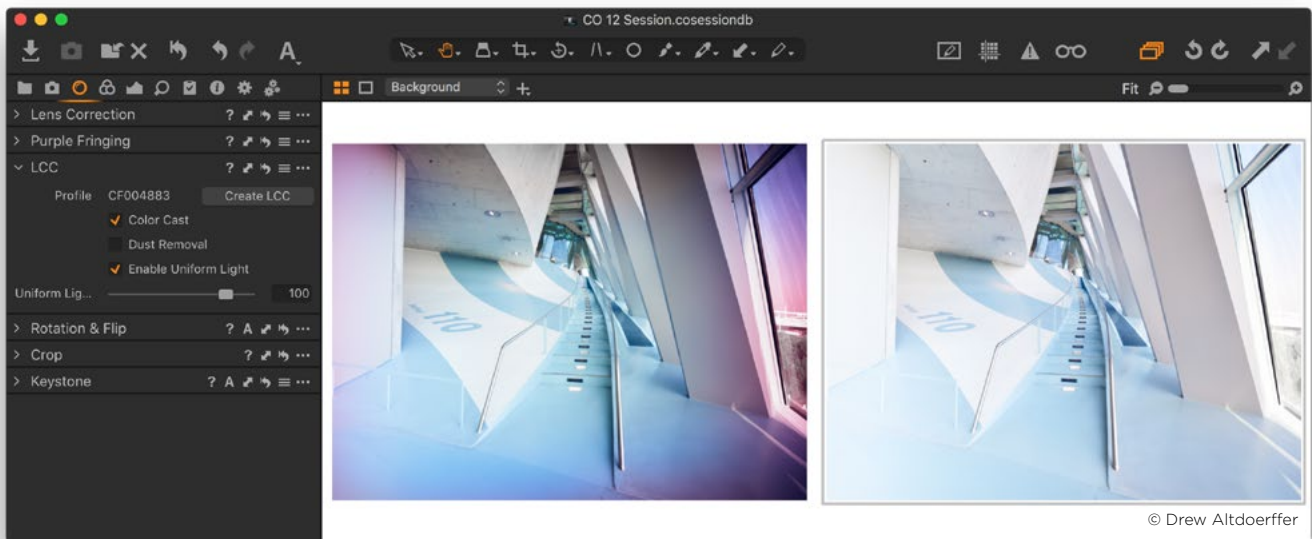 CO 12 Session.cosessiondb
A
Background
Fit
Lens Correction ?
Purple Fringing ?
LCC ?
Profile CF004883 Create LCC
Color Cast
Dust Removal
Enable Uniform Light
Uniform Lig... 100
Rotation & Flip ? A
Crop ?
Keystone ? A
110
110
© Drew Altdoerffer